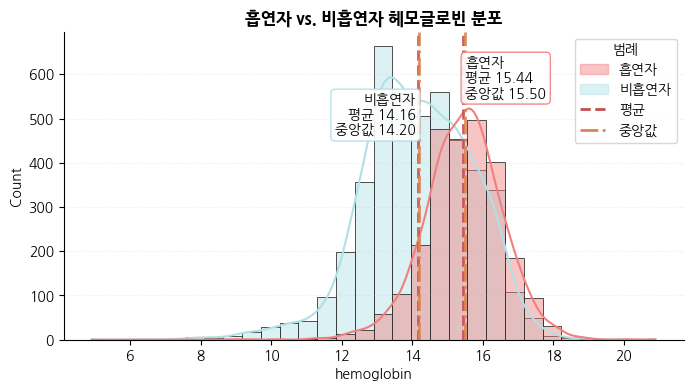 흡연자 vs. 비흡연자 헤모글로빈 분포
범례
흡연자
비흡연자
평균
중앙값
흡연자
평균 15.44
중앙값 15.50
비흡연자
평균 14.16
중앙값 14.20
Count
600
500
400
300
200
100
0
6 8 10 12 14 16 18 20
hemoglobin